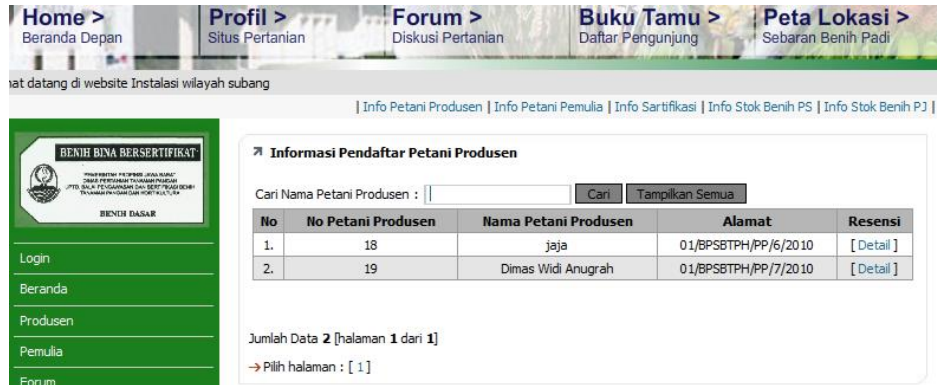 Home > Profil > Forum > Buku Tamu > Peta Lokasi >
Beranda Depan Situs Pertanian Diskusi Pertanian Daftar Pengunjung Sebaran Benih Padi
nat datang di website Instalasi wilayah subang
| Info Petani Produsen | Info Petani Pemulia | Info Sartifikasi | Info Stok Benih PS | Info Stok Benih PJ |
BENIH BINA BERSERTIFIKAT
BENIH DASAR
Login
Beranda
Produsen
Pemulia
Forum
Informasi Pendaftar Petani Produsen
Cari Nama Petani Produsen : Cari Tampilkan Semua
No No Petani Produsen Nama Petani Produsen Alamat Resensi
1. 18 jaja 01/BPSBTPH/PP/6/2010 [ Detail ]
2. 19 Dimas Widi Anugrah 01/BPSBTPH/PP/7/2010 [ Detail ]
Jumlah Data 2 [halaman 1 dari 1]
Pilih halaman : [ 1 ]